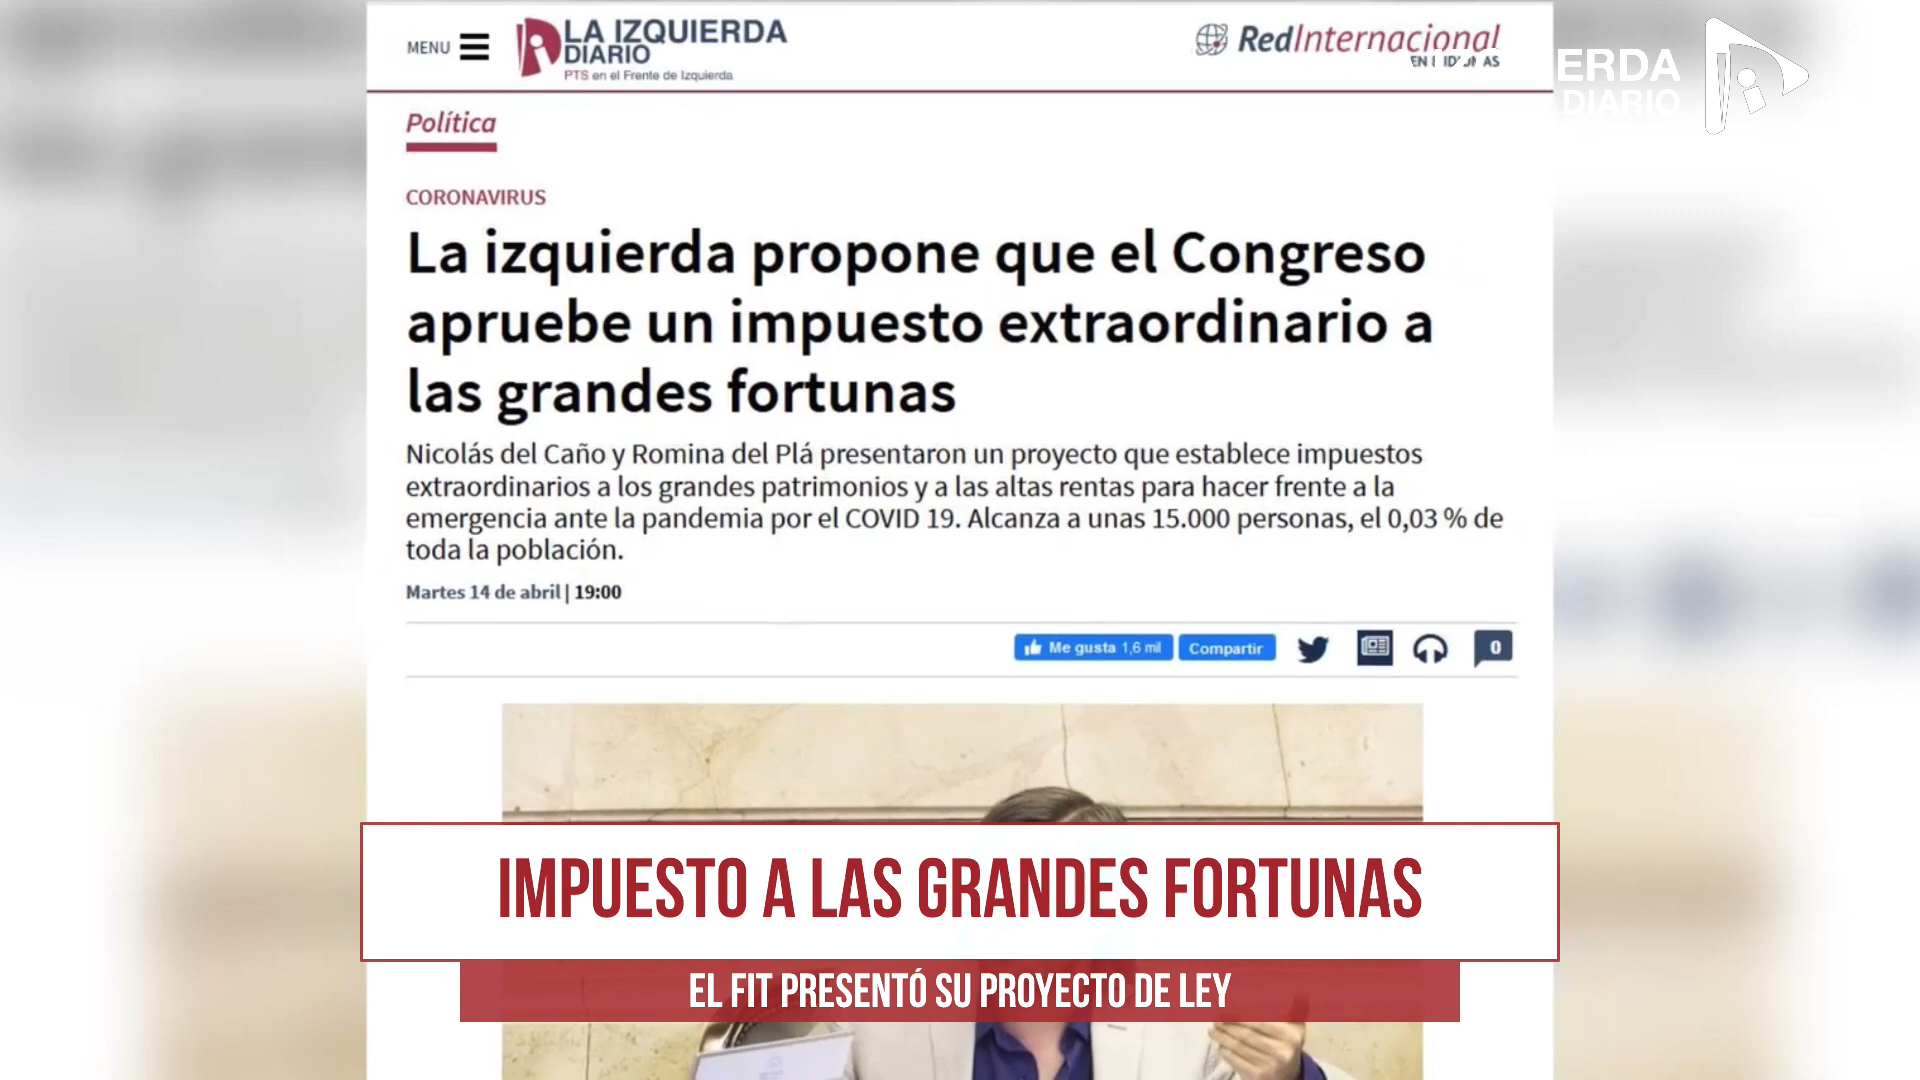 MENU
LA IZQUIERDA
DIARIO
PTS en el Frente de Izquierda
RedInternacional
ERDA
DIARIO
Política
CORONAVIRUS
La izquierda propone que el Congreso
apruebe un impuesto extraordinario a
las grandes fortunas
Nicolás del Caño y Romina del Plá presentaron un proyecto que establece impuestos
extraordinarios a los grandes patrimonios y a las altas rentas para hacer frente a la
emergencia ante la pandemia por el COVID 19. Alcanza a unas 15.000 personas, el 0,03 % de
toda la población.
Martes 14 de abril | 19:00
Me gusta 1,6 mil
Compartir
0
IMPUESTO A LAS GRANDES FORTUNAS
EL FIT PRESENTÓ SU PROYECTO DE LEY